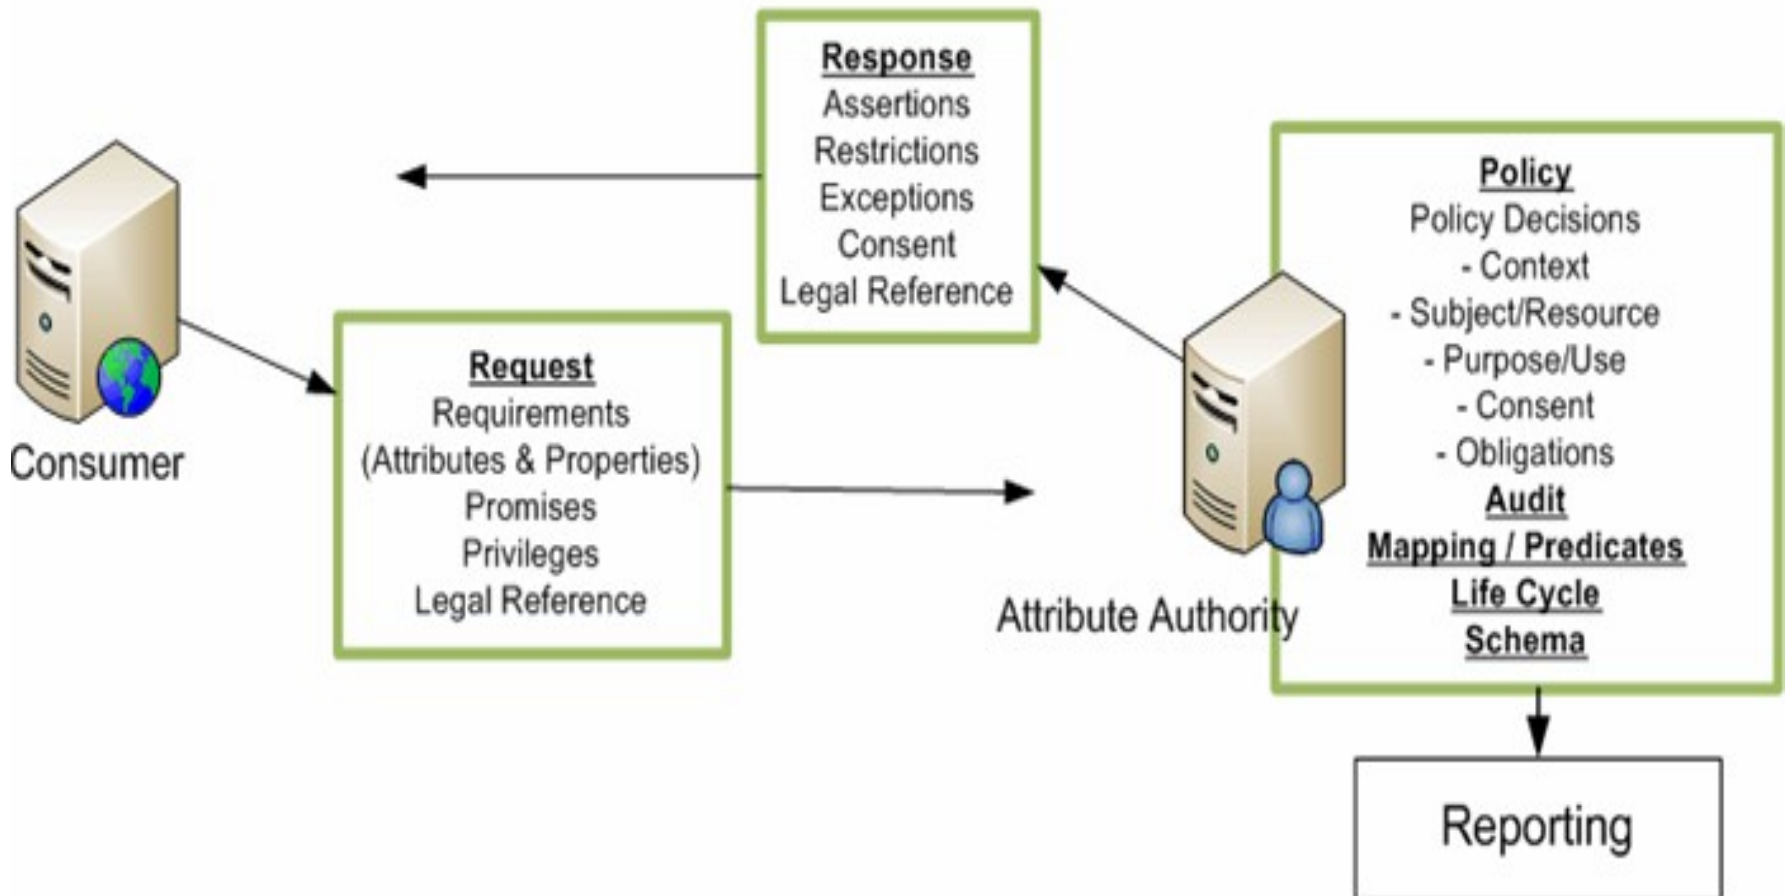 Response
Assertions
Restrictions
Exceptions
Consent
Legal Reference
Consumer
Request
Requirements
(Attributes & Properties)
Promises
Privileges
Legal Reference
Attribute Authority
Policy
Policy Decisions
- Context
- Subject/Resource
- Purpose/Use
- Consent
- Obligations
Audit
Mapping / Predicates
Life Cycle
Schema
Reporting